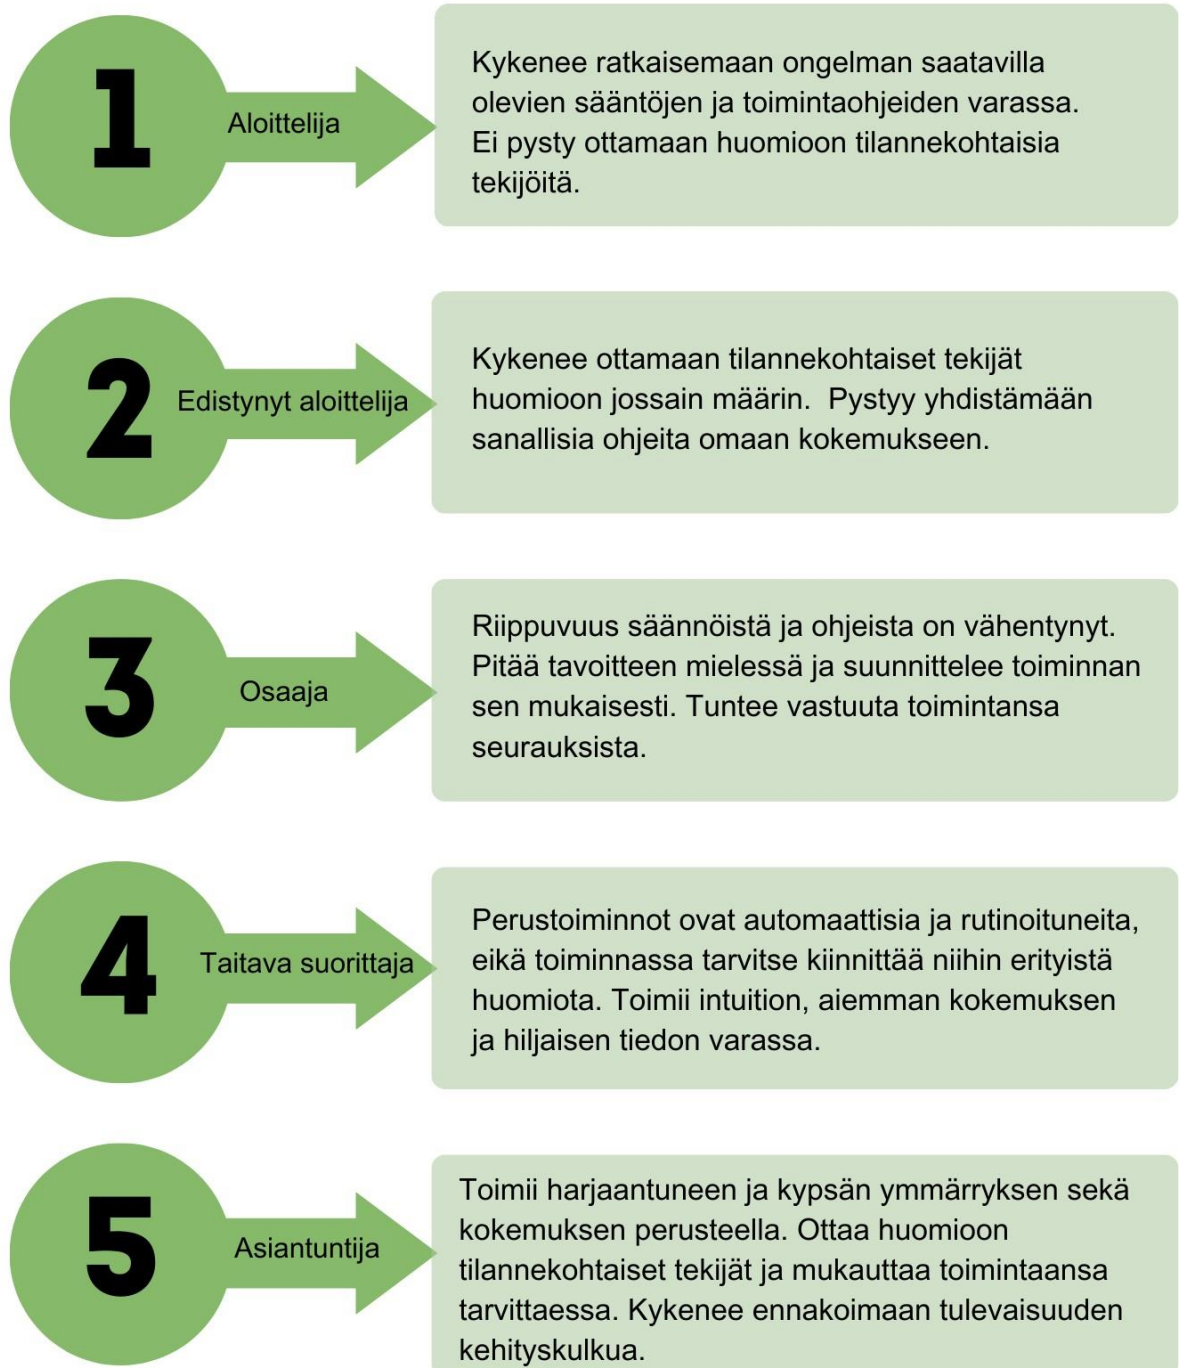 1
Aloittelija
Kykenee ratkaisemaan ongelman saatavilla
olevien sääntöjen ja toimintaohjeiden varassa.
Ei pysty ottamaan huomioon tilannekohtaisia
tekijöitä.
2
Edistynyt aloittelija
Kykenee ottamaan tilannekohtaiset tekijät
huomioon jossain määrin.  Pystyy yhdistämään
sanallisia ohjeita omaan kokemukseen.
3
Osaaja
Riippuvuus säännöistä ja ohjeista on vähentynyt.
Pitää tavoitteen mielessä ja suunnittelee toiminnan
sen mukaisesti. Tuntee vastuuta toimintansa
seurauksista.
4
Taitava suorittaja
Perustoiminnot ovat automaattisia ja rutinoituneita,
eikä toiminnassa tarvitse kiinnittää niihin erityistä
huomiota. Toimii intuition, aiemman kokemuksen
ja hiljaisen tiedon varassa.
5
Asiantuntija
Toimii harjaantuneen ja kypsän ymmärryksen sekä
kokemuksen perusteella. Ottaa huomioon
tilannekohtaiset tekijät ja mukauttaa toimintaansa
tarvittaessa. Kykenee ennakoimaan tulevaisuuden
kehityskulkua.